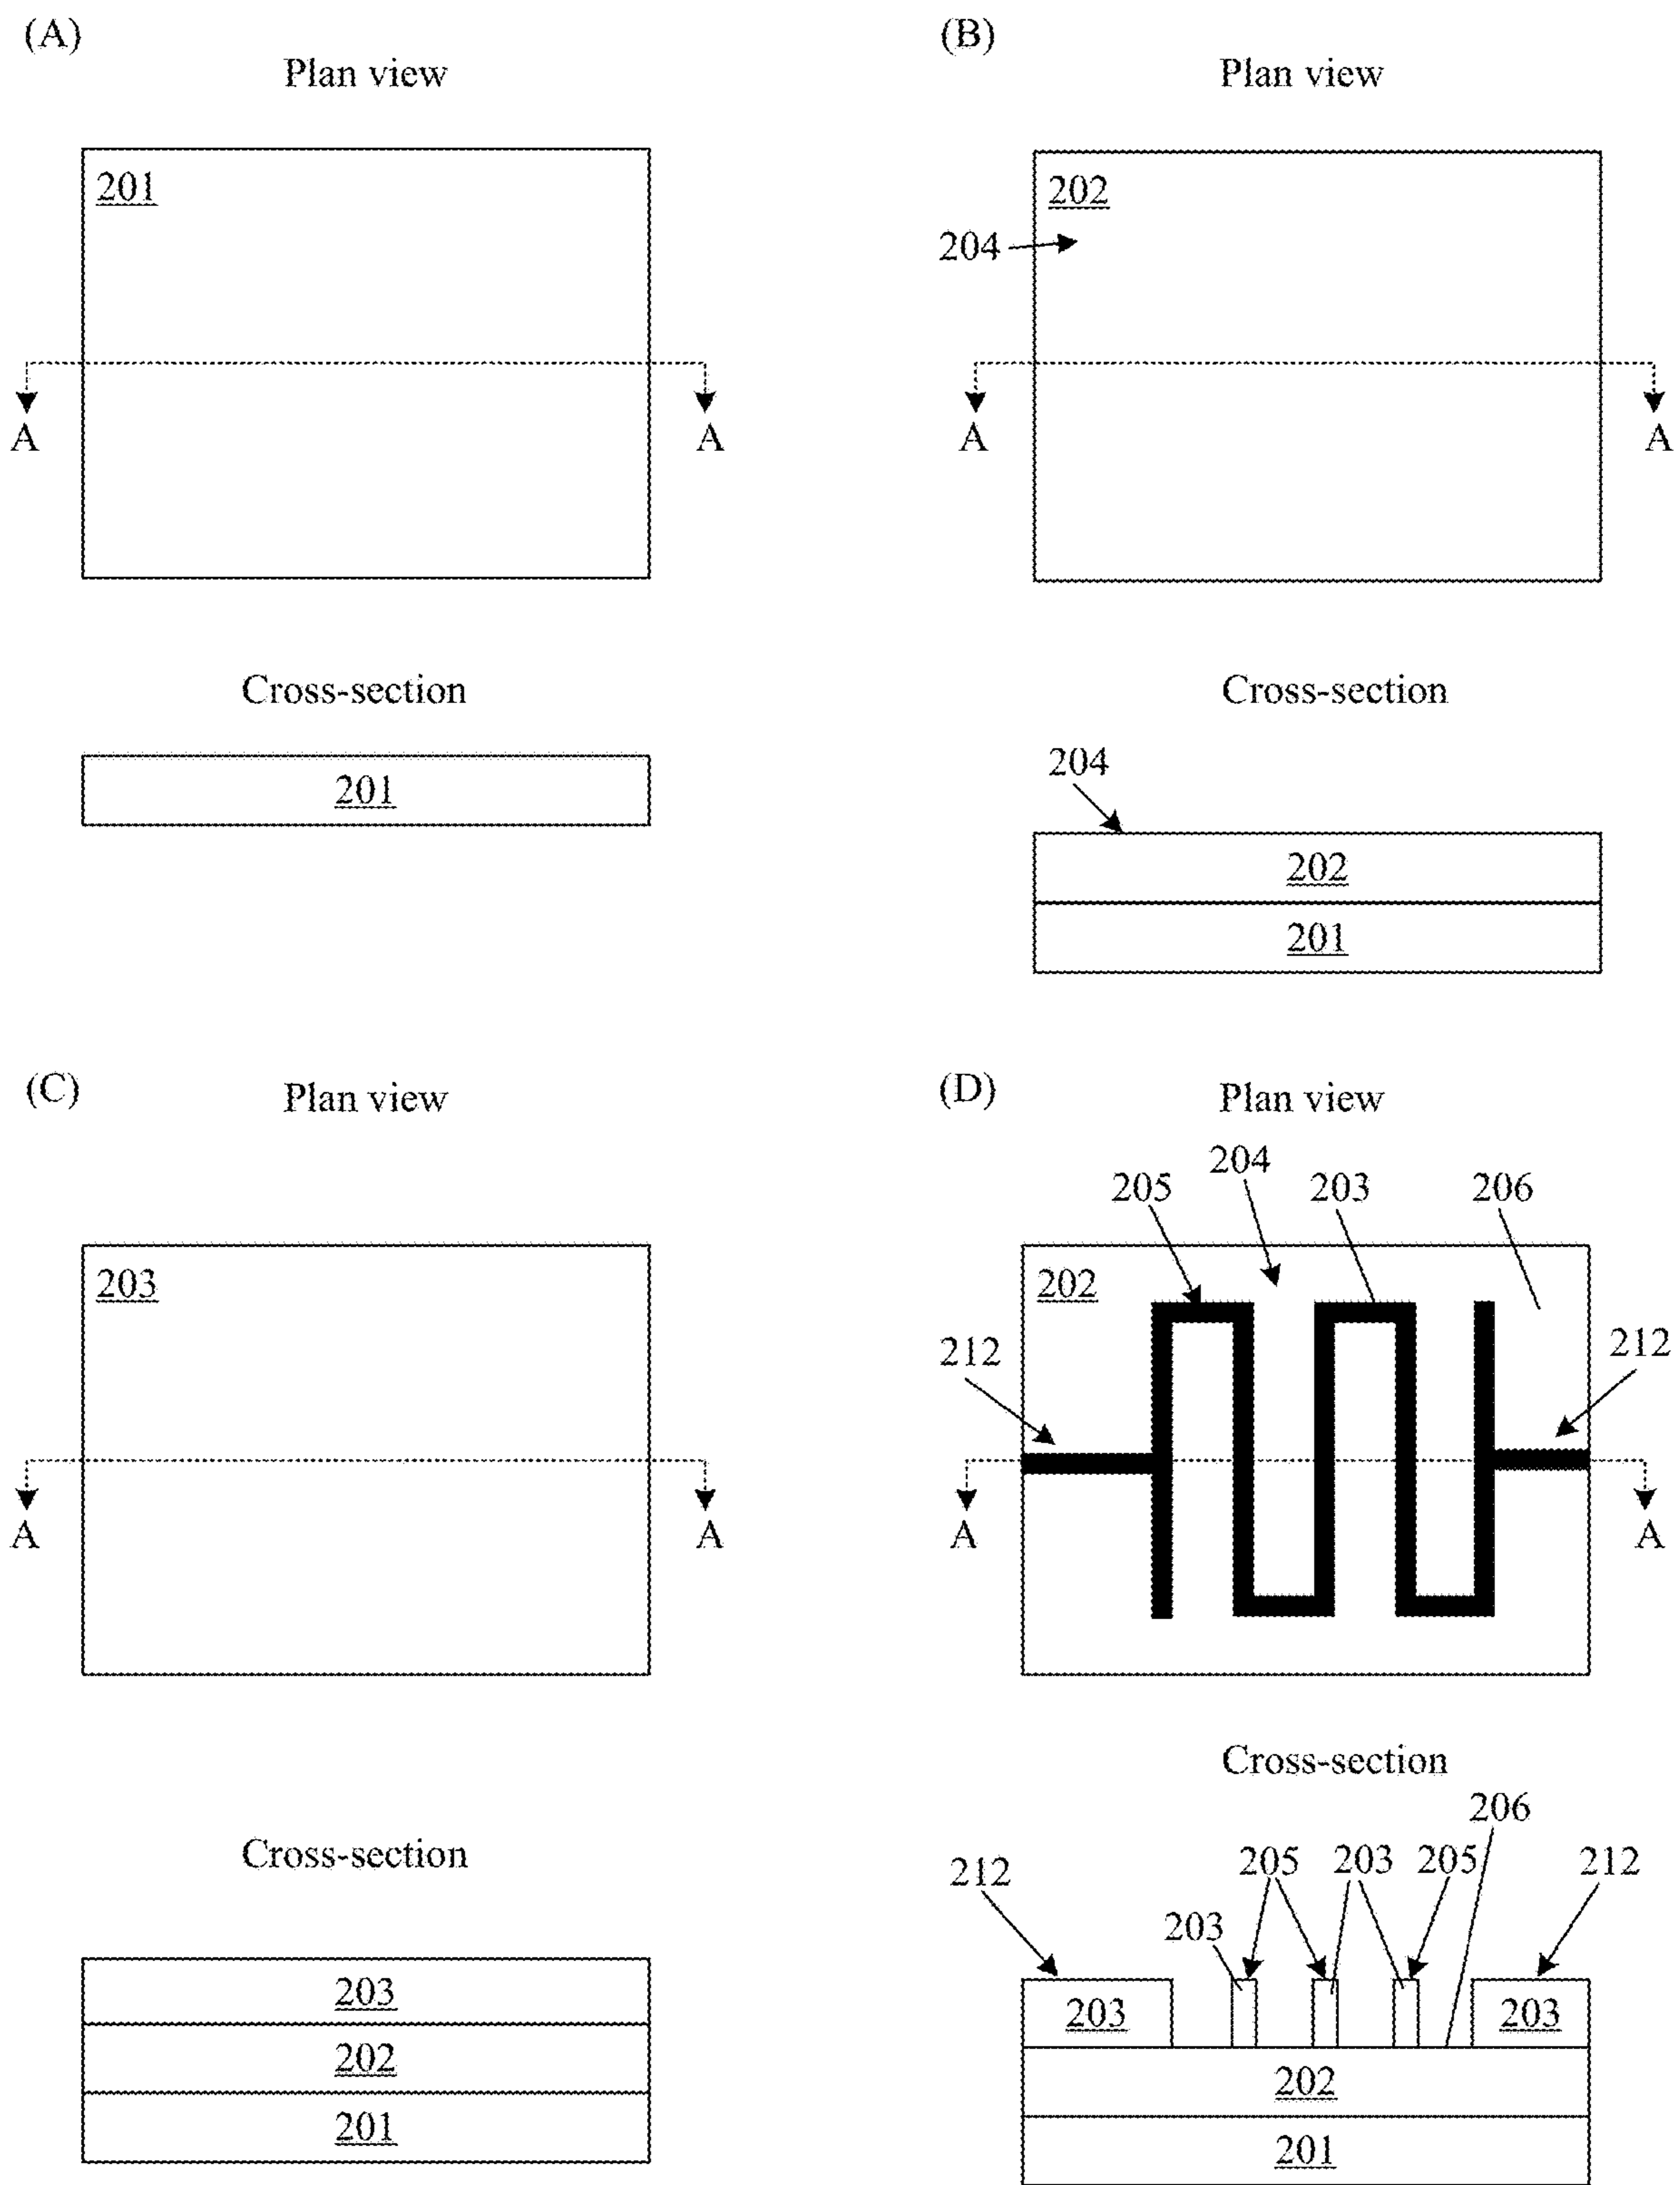 (A)
Plan view
201
A A
Cross-section
201
(B)
Plan view
202
204
A A
Cross-section
204
202
201
(C)
Plan view
203
A A
Cross-section
203
202
201
(D)
Plan view
204
205 203 206
202
212 212
A A
Cross-section
206
212 205 203 205 212
203
203 203
202
201